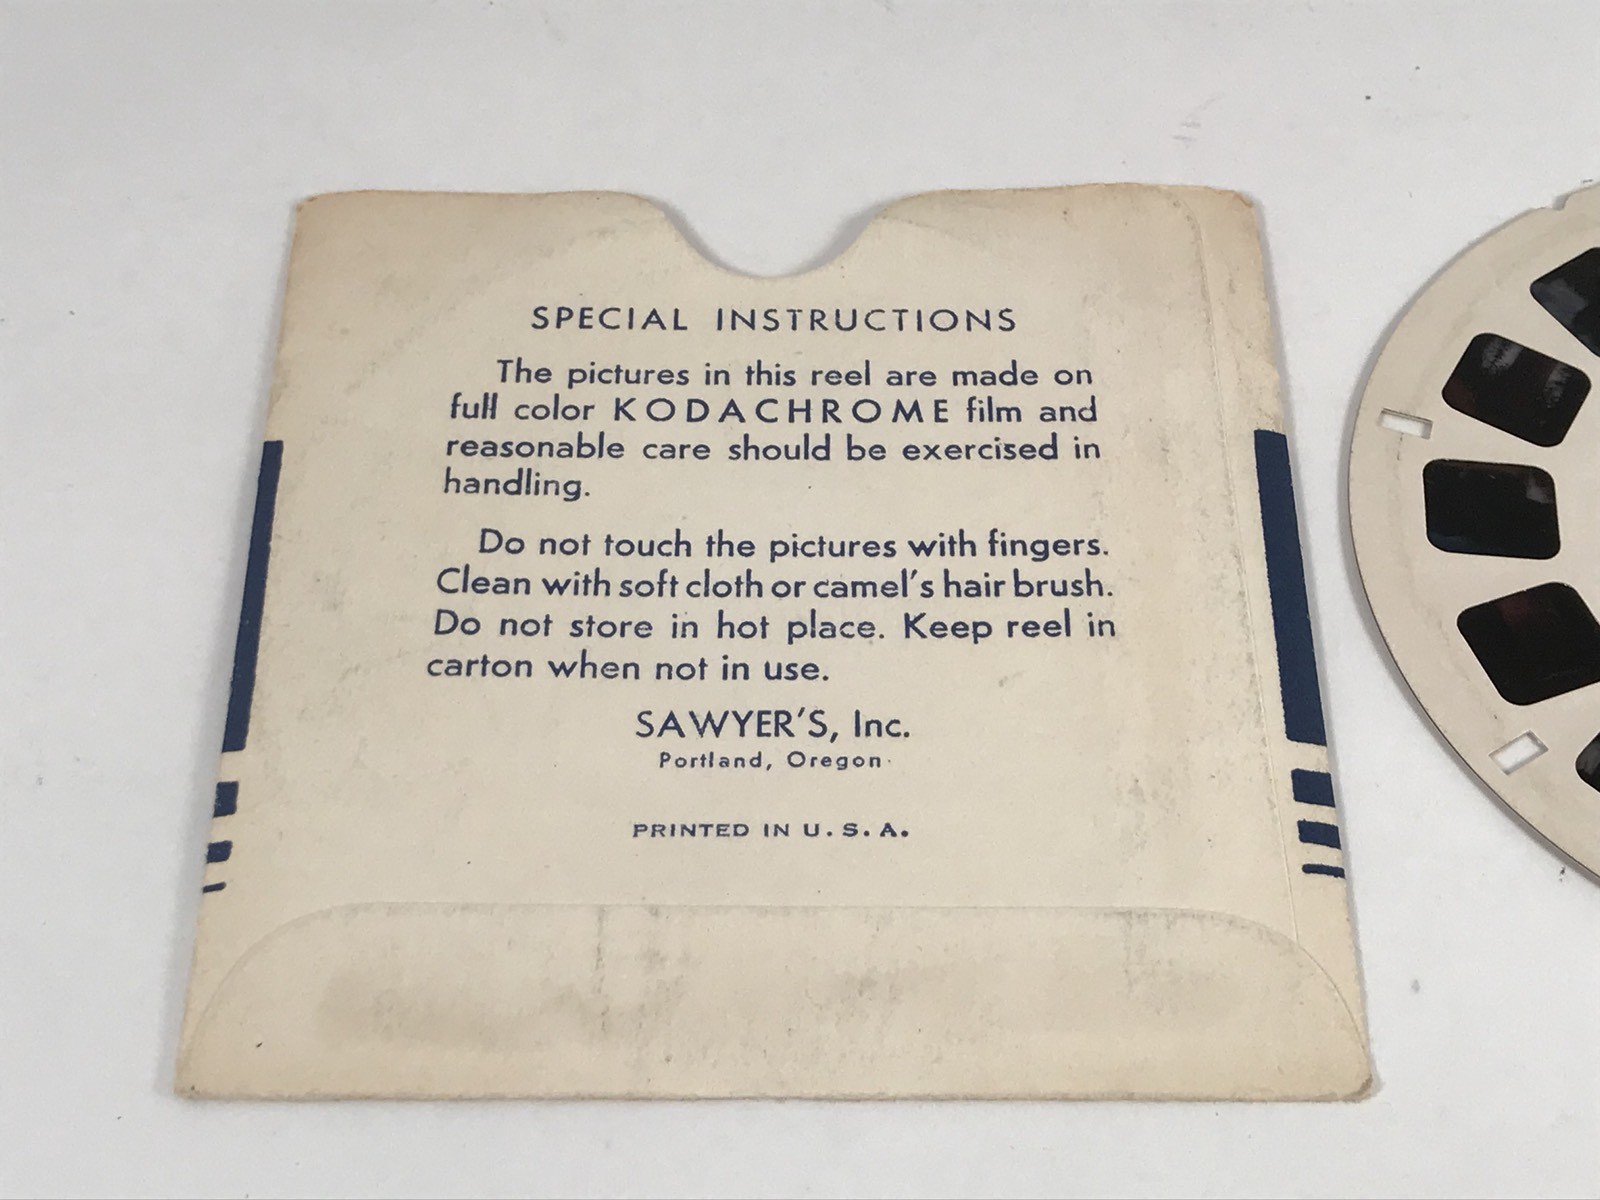 SPECIAL INSTRUCTIONS
The pictures in this reel are made on
full color KODACHROME film and
reasonable care should be exercised in
handling.
Do not touch the pictures with fingers.
Clean with soft cloth or camel's hair brush.
Do not store in hot place. Keep reel in
carton when not in use.
SAWYER'S, Inc.
Portland, Oregon
PRINTED IN U. S. A.